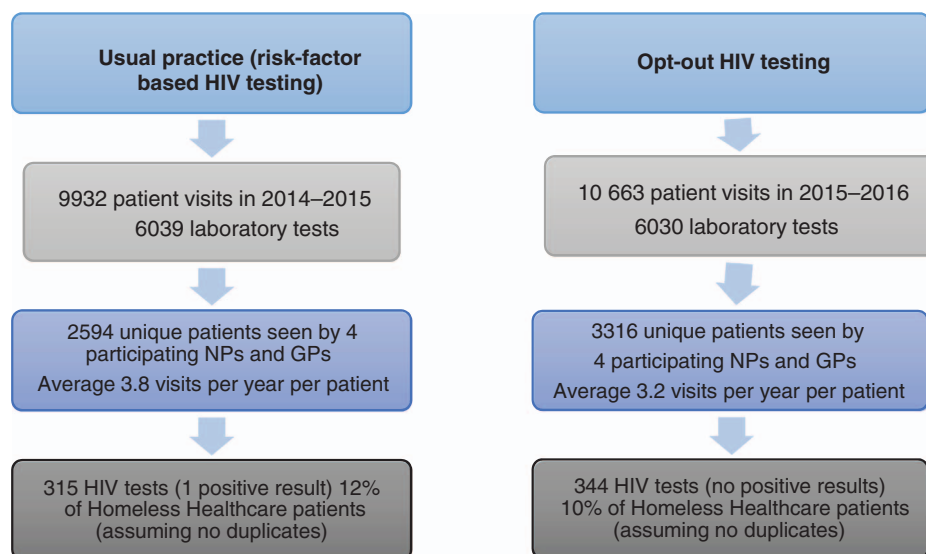 Usual practice (risk-factor
based HIV testing)
9932 patient visits in 2014–2015
6039 laboratory tests
2594 unique patients seen by 4
participating NPs and GPs
Average 3.8 visits per year per patient
315 HIV tests (1 positive result) 12%
of Homeless Healthcare patients
(assuming no duplicates)
Opt-out HIV testing
10 663 patient visits in 2015–2016
6030 laboratory tests
3316 unique patients seen by
4 participating NPs and GPs
Average 3.2 visits per year per patient
344 HIV tests (no positive results)
10% of Homeless Healthcare patients
(assuming no duplicates)